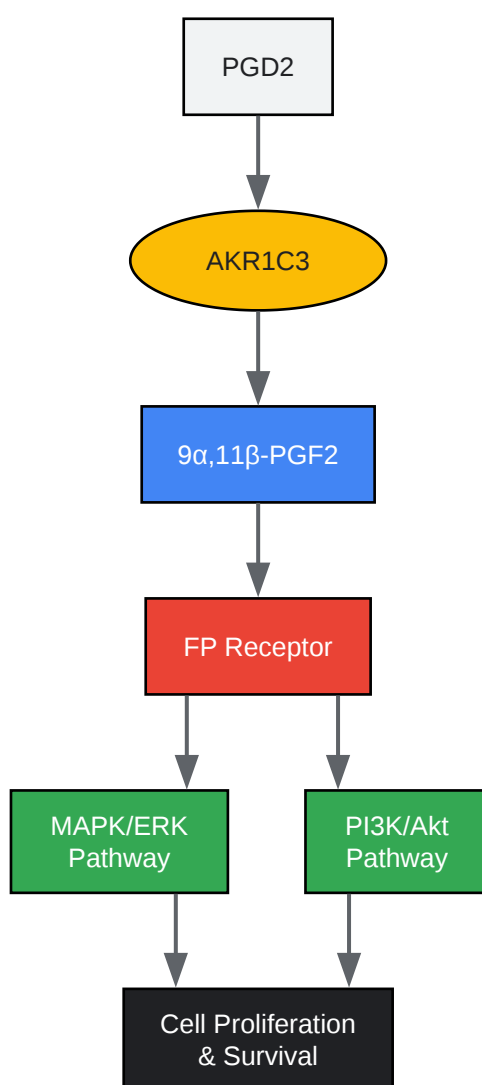 PGD2
AKR1C3
9α,11β-PGF2
FP Receptor
MAPK/ERK
Pathway
PI3K/Akt
Pathway
Cell Proliferation
& Survival